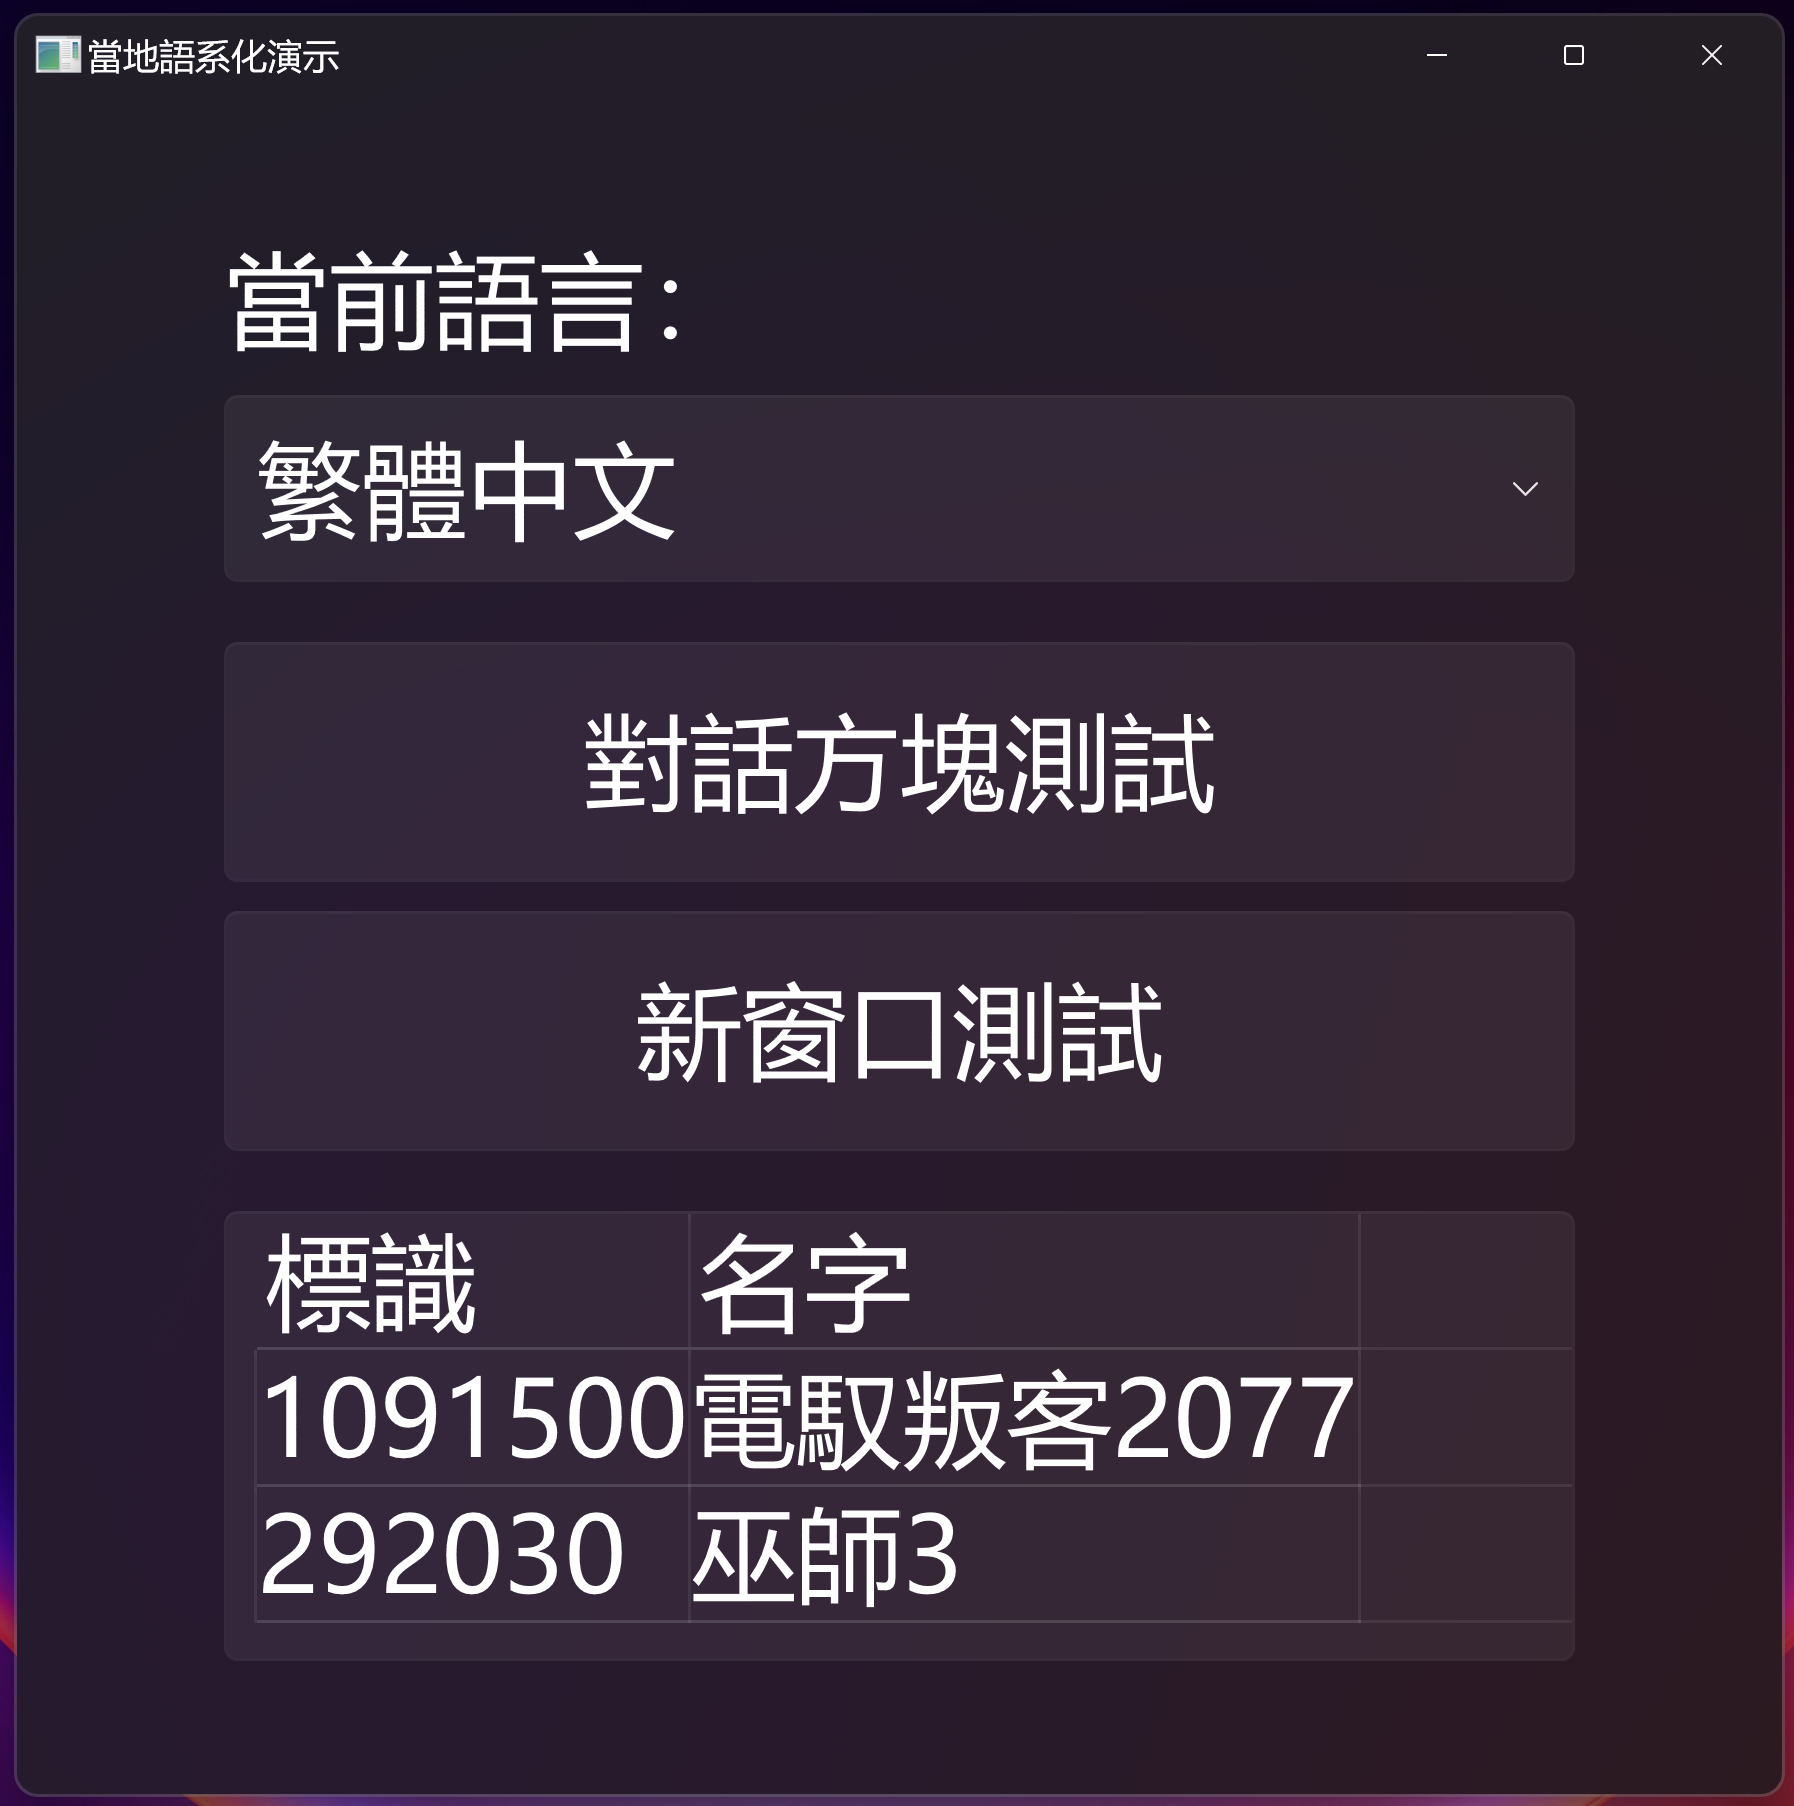 當地語系化演示
當前語言：
繁體中文
對話方塊測試
新窗口測試
標識 名字
1091500 電馭叛客2077
292030 巫師3